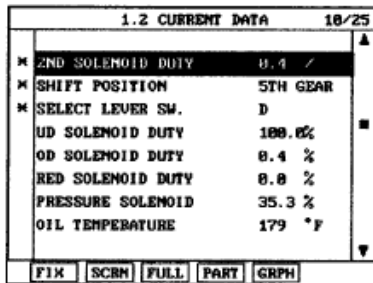 1.2 CURRENT DATA 10/25
* 2ND SOLENOID DUTY 0.4 /
* SHIFT POSITION 5TH GEAR
* SELECT LEVER SW. D
UD SOLENOID DUTY 100.0%
OD SOLENOID DUTY 0.4 %
RED SOLENOID DUTY 0.0 %
PRESSURE SOLENOID 35.3 %
OIL TEMPERATURE 179 °F
FIX SCRN FULL PART GRPH